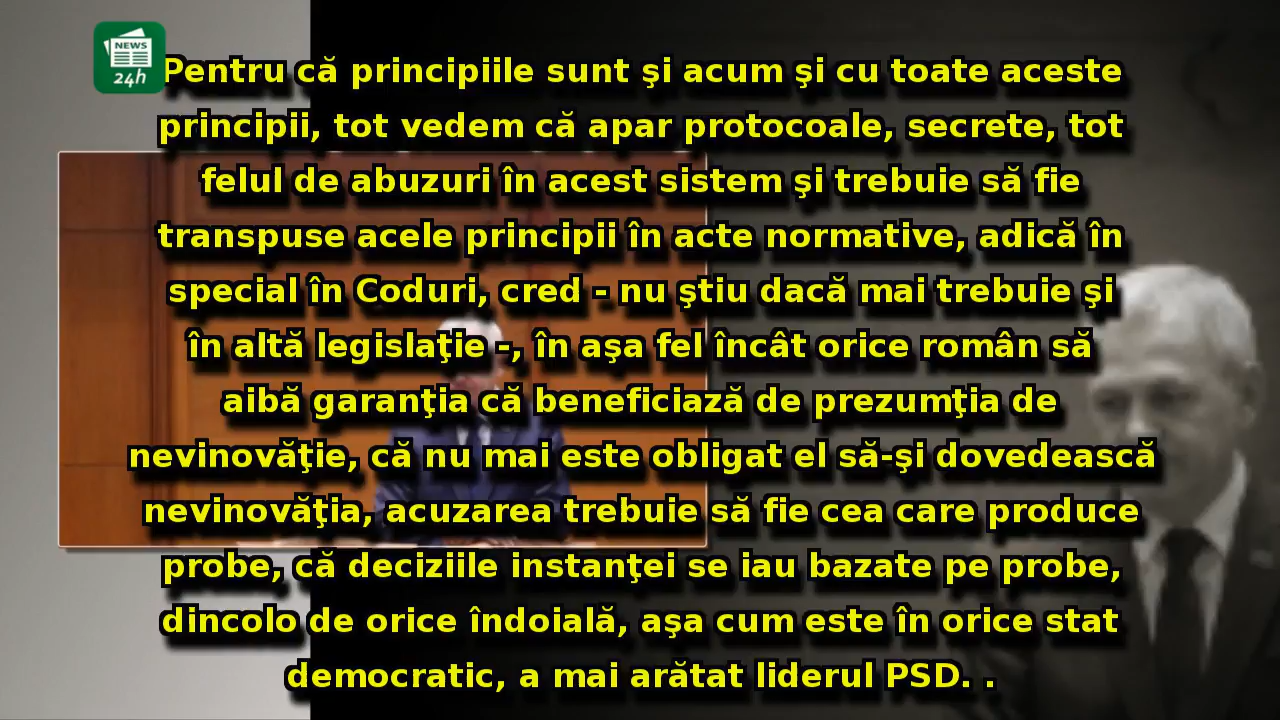 NEWS
24h
Pentru că principiile sunt şi acum şi cu toate aceste
principii, tot vedem că apar protocoale, secrete, tot
felul de abuzuri în acest sistem şi trebuie să fie
transpuse acele principii în acte normative, adică în
special în Coduri, cred - nu ştiu dacă mai trebuie şi
în altă legislaţie -, în aşa fel încât orice român să
aibă garanţia că beneficiază de prezumţia de
nevinovăţie, că nu mai este obligat el să-şi dovedească
nevinovăţia, acuzarea trebuie să fie cea care produce
probe, că deciziile instanţei se iau bazate pe probe,
dincolo de orice îndoială, aşa cum este în orice stat
democratic, a mai arătat liderul PSD. .